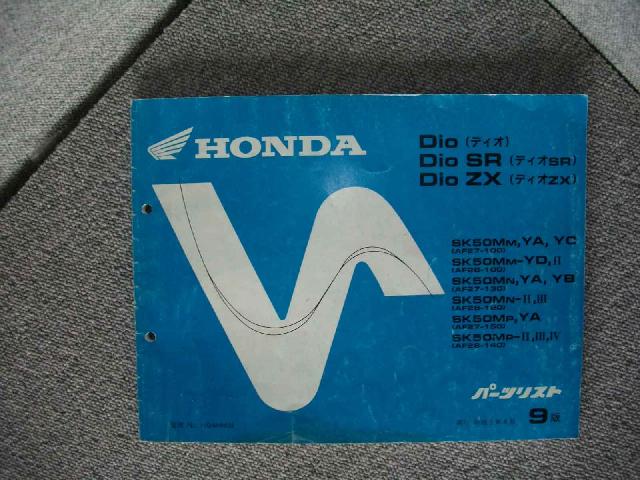 HONDA
Dio (ディオ)
Dio SR (ディオSR)
Dio ZX (ディオZX)
SK50MM, YA, YC
(AF27-100)
SK50MM-YD, II
(AF28-100)
SK50MN, YA, YB
(AF27-130)
SK50MN-II, III
(AF28-120)
SK50MP, YA
(AF27-150)
SK50MP-II, III, IV
(AF28-140)
パーツリスト
9版